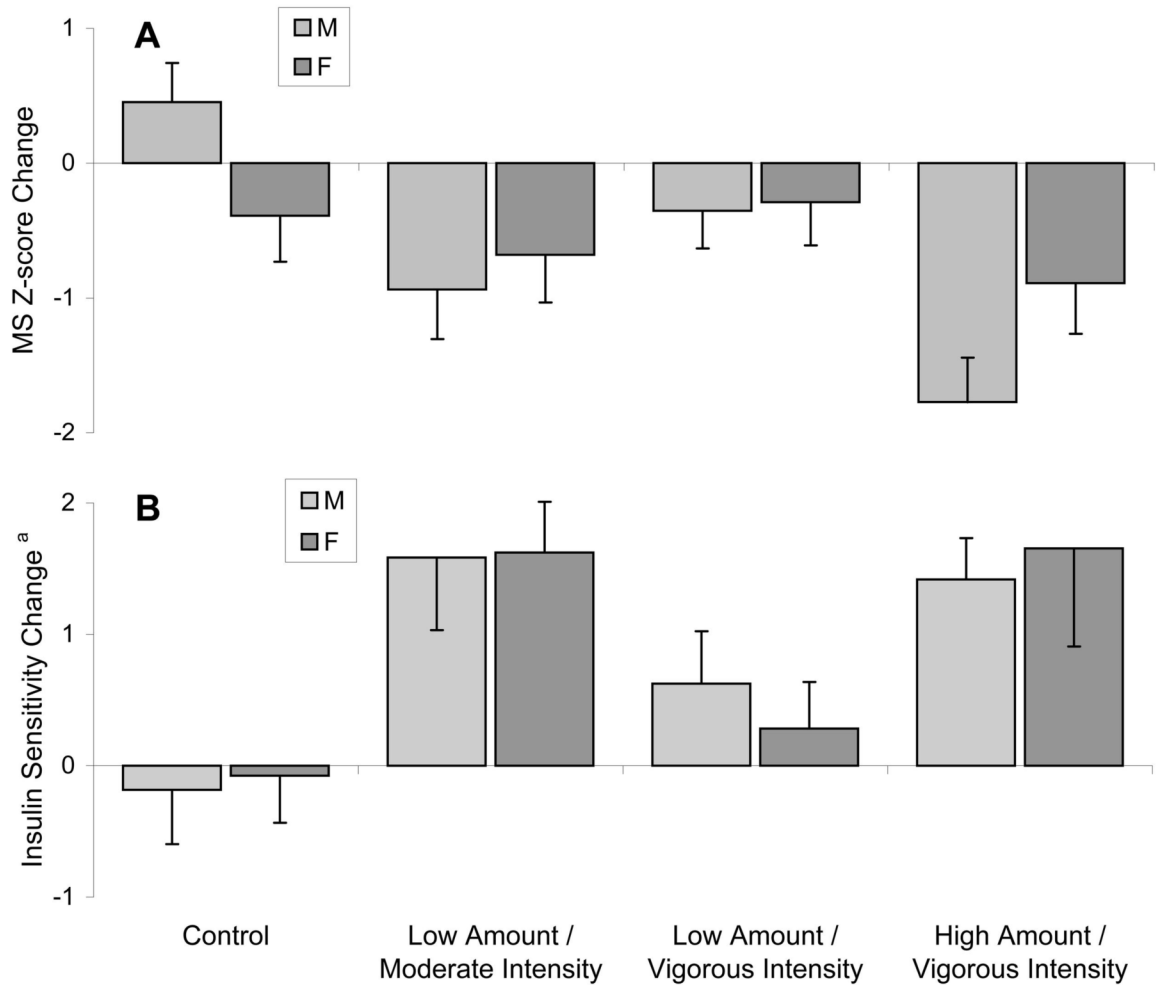 A
M
F
1
0
-1
-2
MS Z-score Change
B
M
F
2
1
0
-1
Insulin Sensitivity Change a
Control
Low Amount /
Moderate Intensity
Low Amount /
Vigorous Intensity
High Amount /
Vigorous Intensity